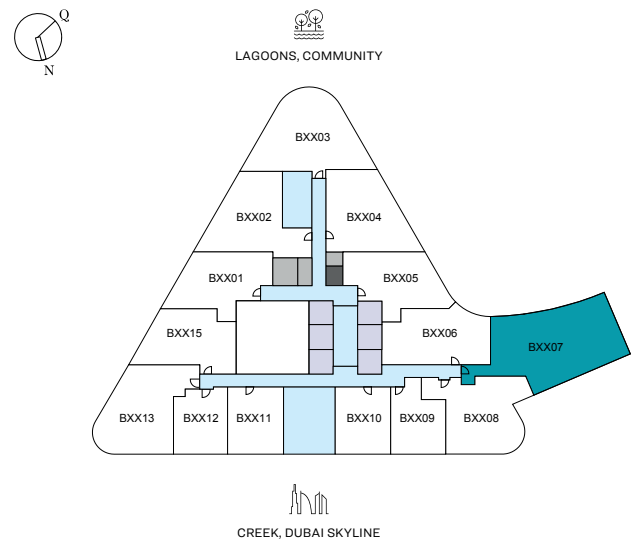 Q
N
LAGOONS, COMMUNITY
BXX03
BXX02
BXX04
BXX01
BXX05
BXX15
BXX06
BXX07
BXX13
BXX12
BXX11
BXX10
BXX09
BXX08
CREEK, DUBAI SKYLINE